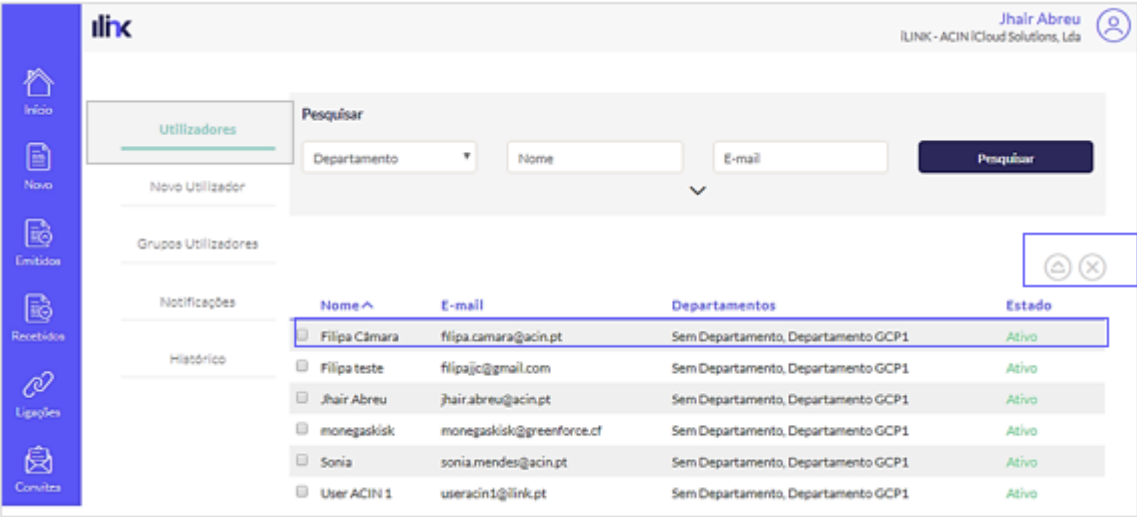 ilink
Jhair Abreu
iLINK - ACIN iCloud Solutions, Lda
Início
Novo
Emitidos
Recebidos
Ligações
Convites
Utilizadores
Novo Utilizador
Grupos Utilizadores
Notificações
Histórico
Pesquisar
Departamento Nome E-mail Pesquisar
Nome E-mail Departamentos Estado
Filipa Câmara filipa.camara@acin.pt Sem Departamento, Departamento GCP1 Ativo
Filipa teste filipajjc@gmail.com Sem Departamento, Departamento GCP1 Ativo
Jhair Abreu jhair.abreu@acin.pt Sem Departamento, Departamento GCP1 Ativo
monegaskisk monegaskisk@greenforce.cf Sem Departamento, Departamento GCP1 Ativo
Sonia sonia.mendes@acin.pt Sem Departamento, Departamento GCP1 Ativo
User ACIN 1 useracin1@ilink.pt Sem Departamento, Departamento GCP1 Ativo